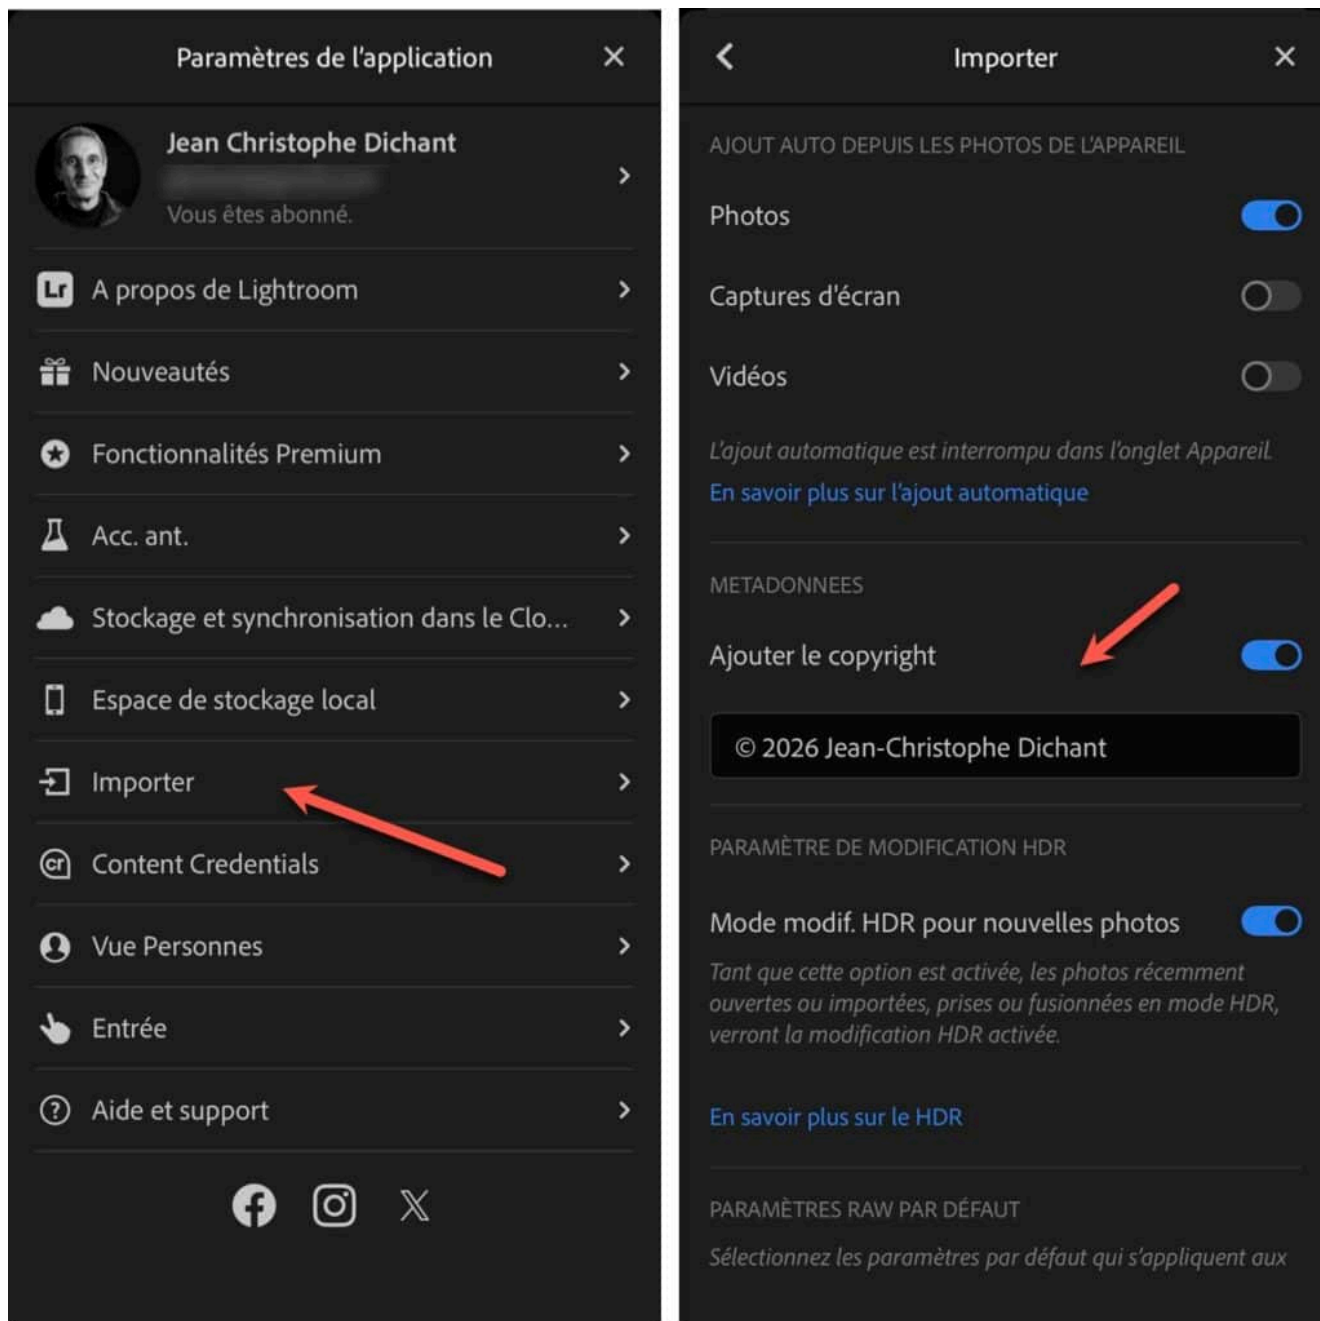 Paramètres de l'application
Jean Christophe Dichant
Vous êtes abonné.
Lr
A propos de Lightroom
Nouveautés
Fonctionnalités Premium
Acc. ant.
Stockage et synchronisation dans le Clo...
Espace de stockage local
Importer
cr
Content Credentials
Vue Personnes
Entrée
Aide et support
Importer
AJOUT AUTO DEPUIS LES PHOTOS DE L'APPAREIL
Photos
Captures d'écran
Vidéos
L'ajout automatique est interrompu dans l'onglet Appareil.
En savoir plus sur l'ajout automatique
METADONNEES
Ajouter le copyright
© 2026 Jean-Christophe Dichant
PARAMÈTRE DE MODIFICATION HDR
Mode modif. HDR pour nouvelles photos
Tant que cette option est activée, les photos récemment
ouvertes ou importées, prises ou fusionnées en mode HDR,
verront la modification HDR activée.
En savoir plus sur le HDR
PARAMÈTRES RAW PAR DÉFAUT
Sélectionnez les paramètres par défaut qui s'appliquent aux